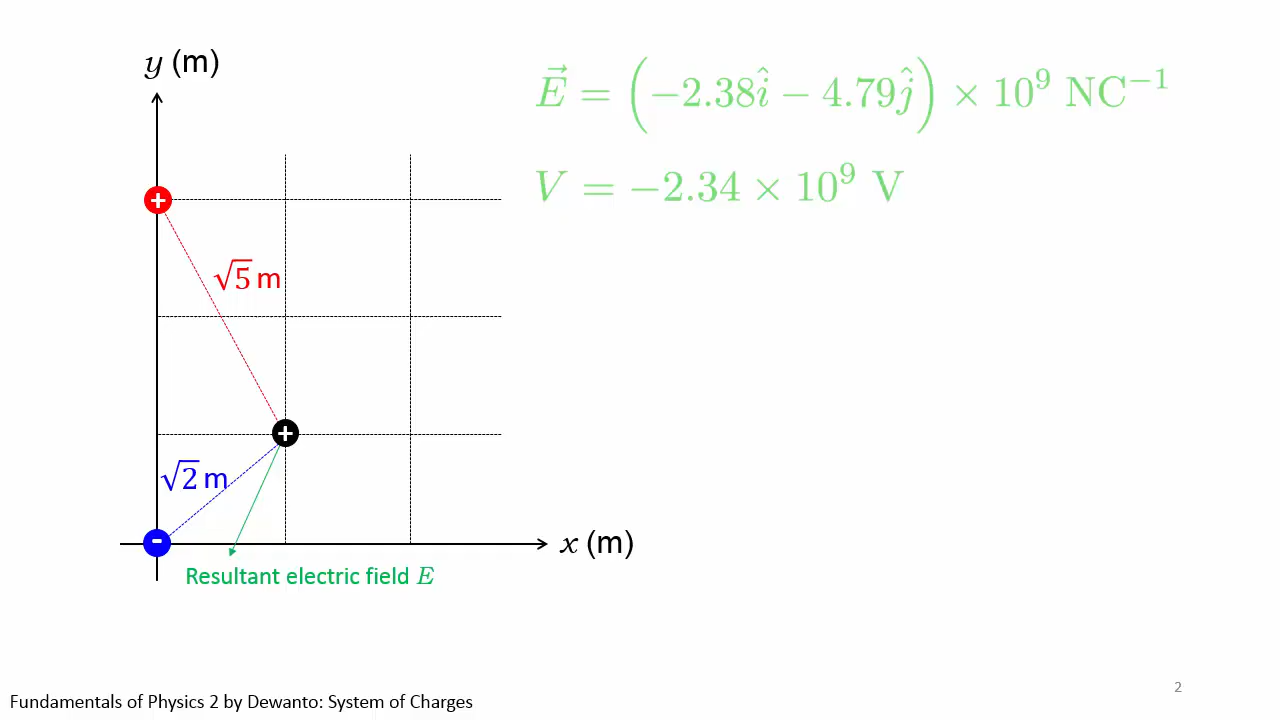 y (m)
E⃗ = (−2.38î − 4.79ĵ) × 10⁹ NC⁻¹
V = −2.34 × 10⁹ V
+
√5 m
+
√2 m
-
x (m)
Resultant electric field E
2
Fundamentals of Physics 2 by Dewanto: System of Charges